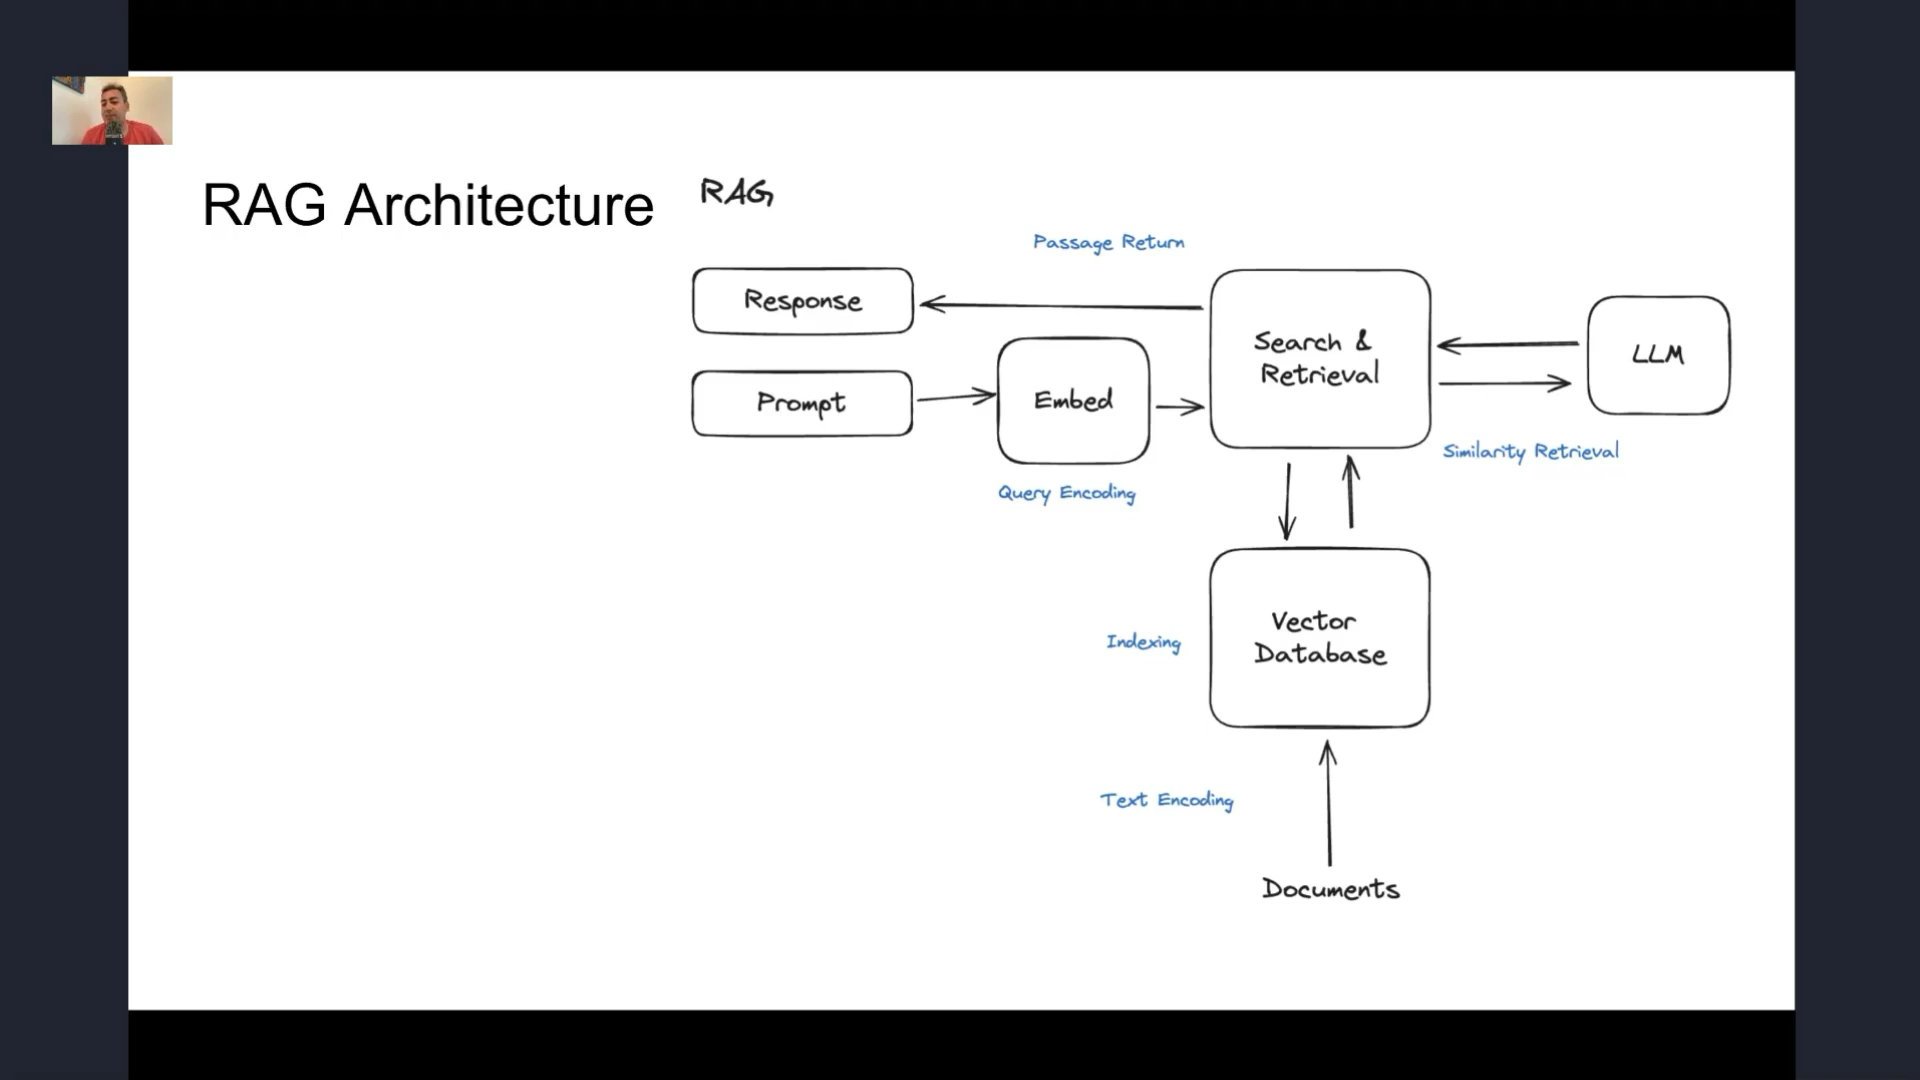 RAG Architecture
RAG
Passage Return
Response
Search &
Retrieval
LLM
Prompt
Embed
Similarity Retrieval
Query Encoding
Vector
Database
Indexing
Text Encoding
Documents